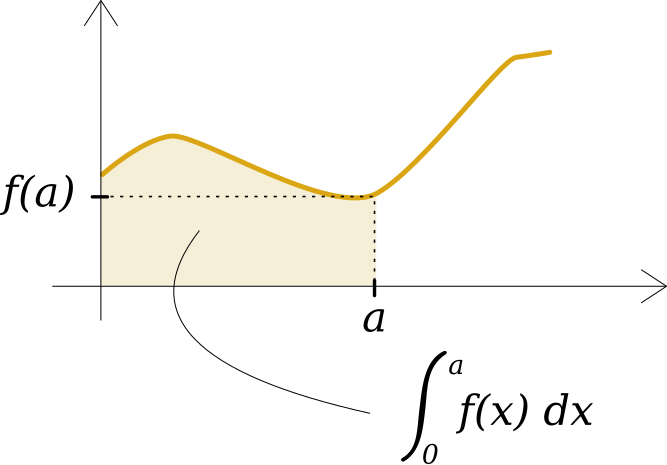 f(a)
a
∫₀ᵃ f(x) dx